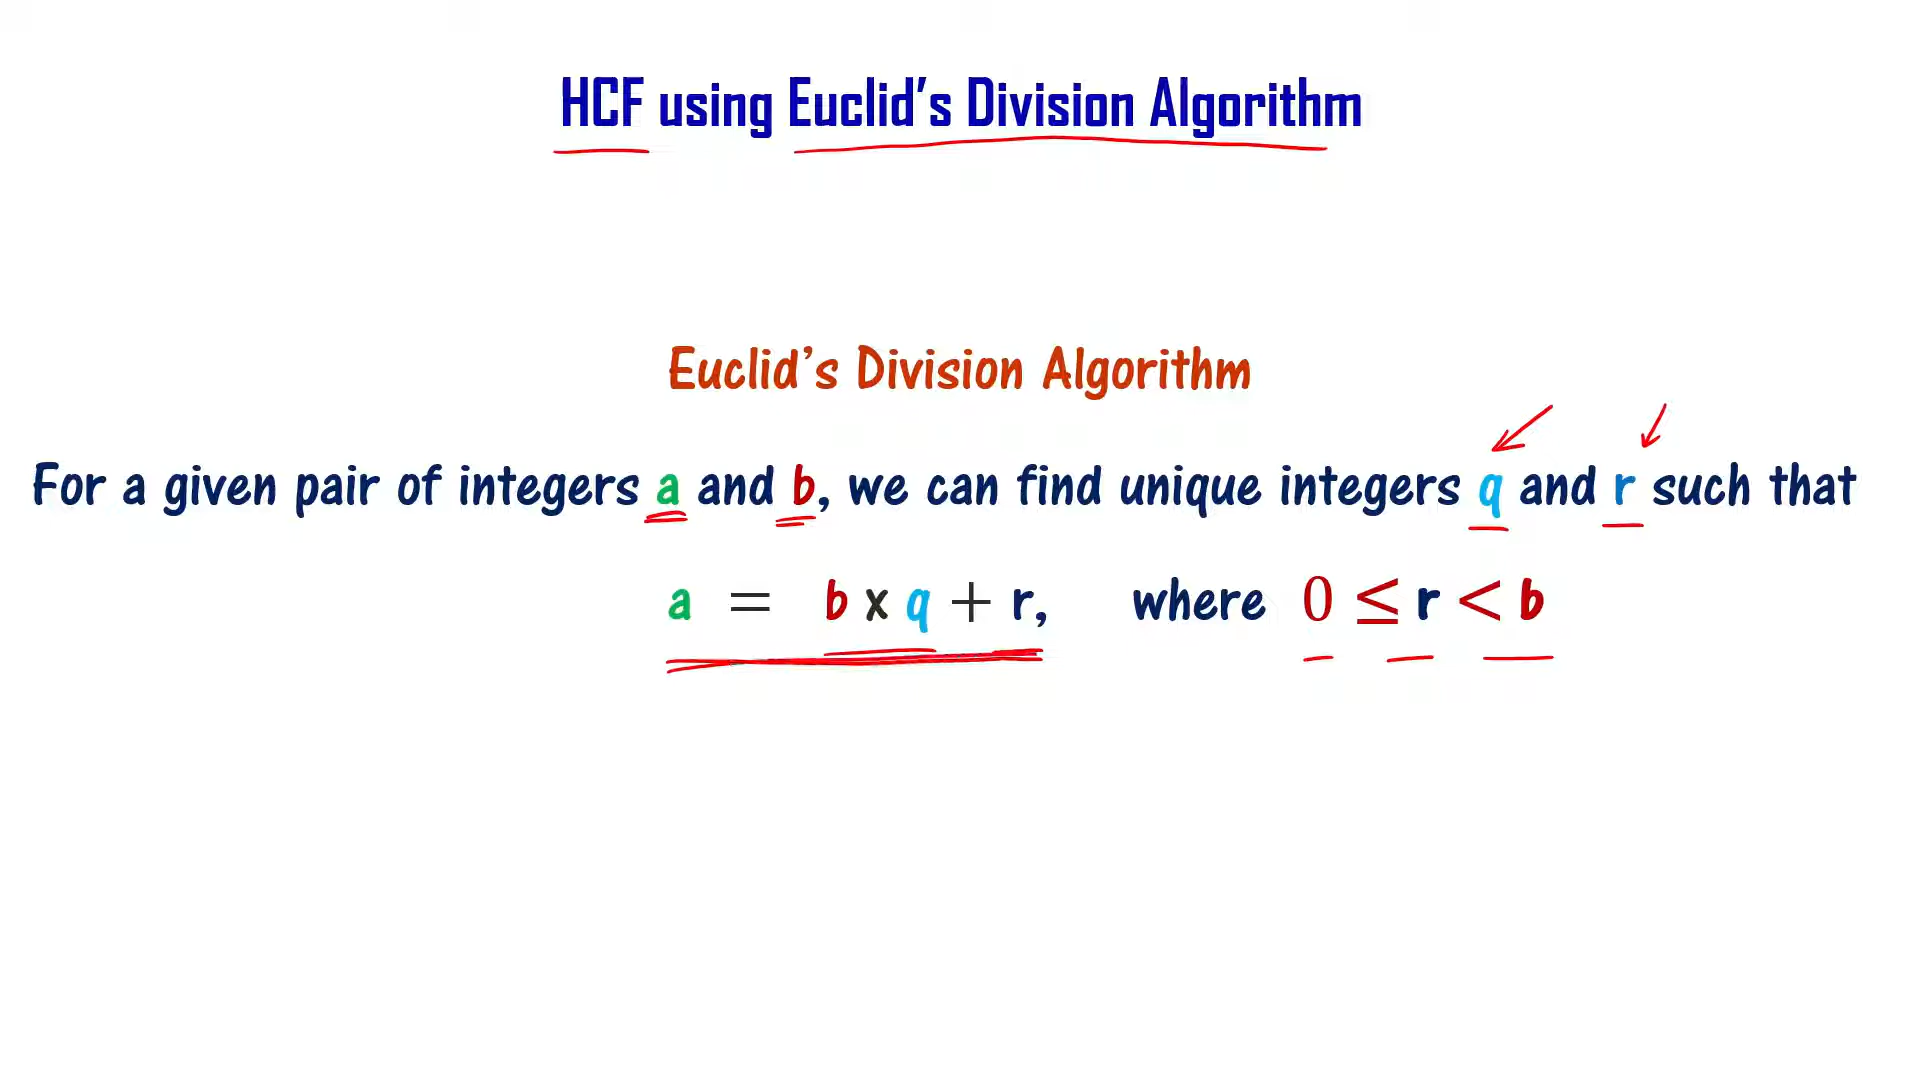 HCF using Euclid's Division Algorithm
Euclid's Division Algorithm
For a given pair of integers a and b, we can find unique integers q and r such that
a = b x q + r, where 0 ≤ r < b